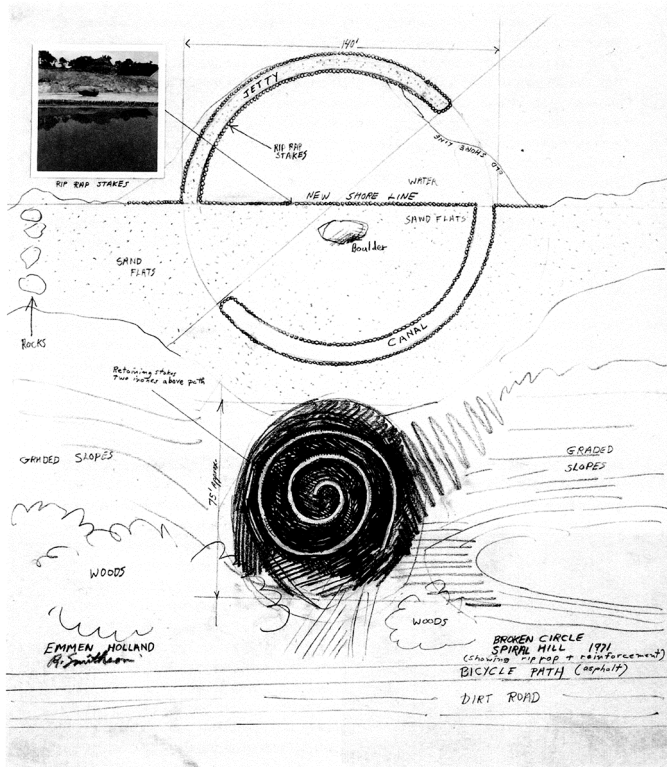 140'
JETTY
RIP RAP
STAKES
OLD SHORE LINE
RIP RAP STAKES
WATER
NEW SHORE LINE
SAND FLATS
Boulder
SAND
FLATS
CANAL
ROCKS
Retaining stakes
Two inches above path
75' Approx.
GRADED SLOPES
GRADED
SLOPES
WOODS
WOODS
EMMEN HOLLAND
R. Smithson
BROKEN CIRCLE
SPIRAL HILL 1971
(showing rip rap + reinforcement)
BICYCLE PATH (asphalt)
DIRT ROAD